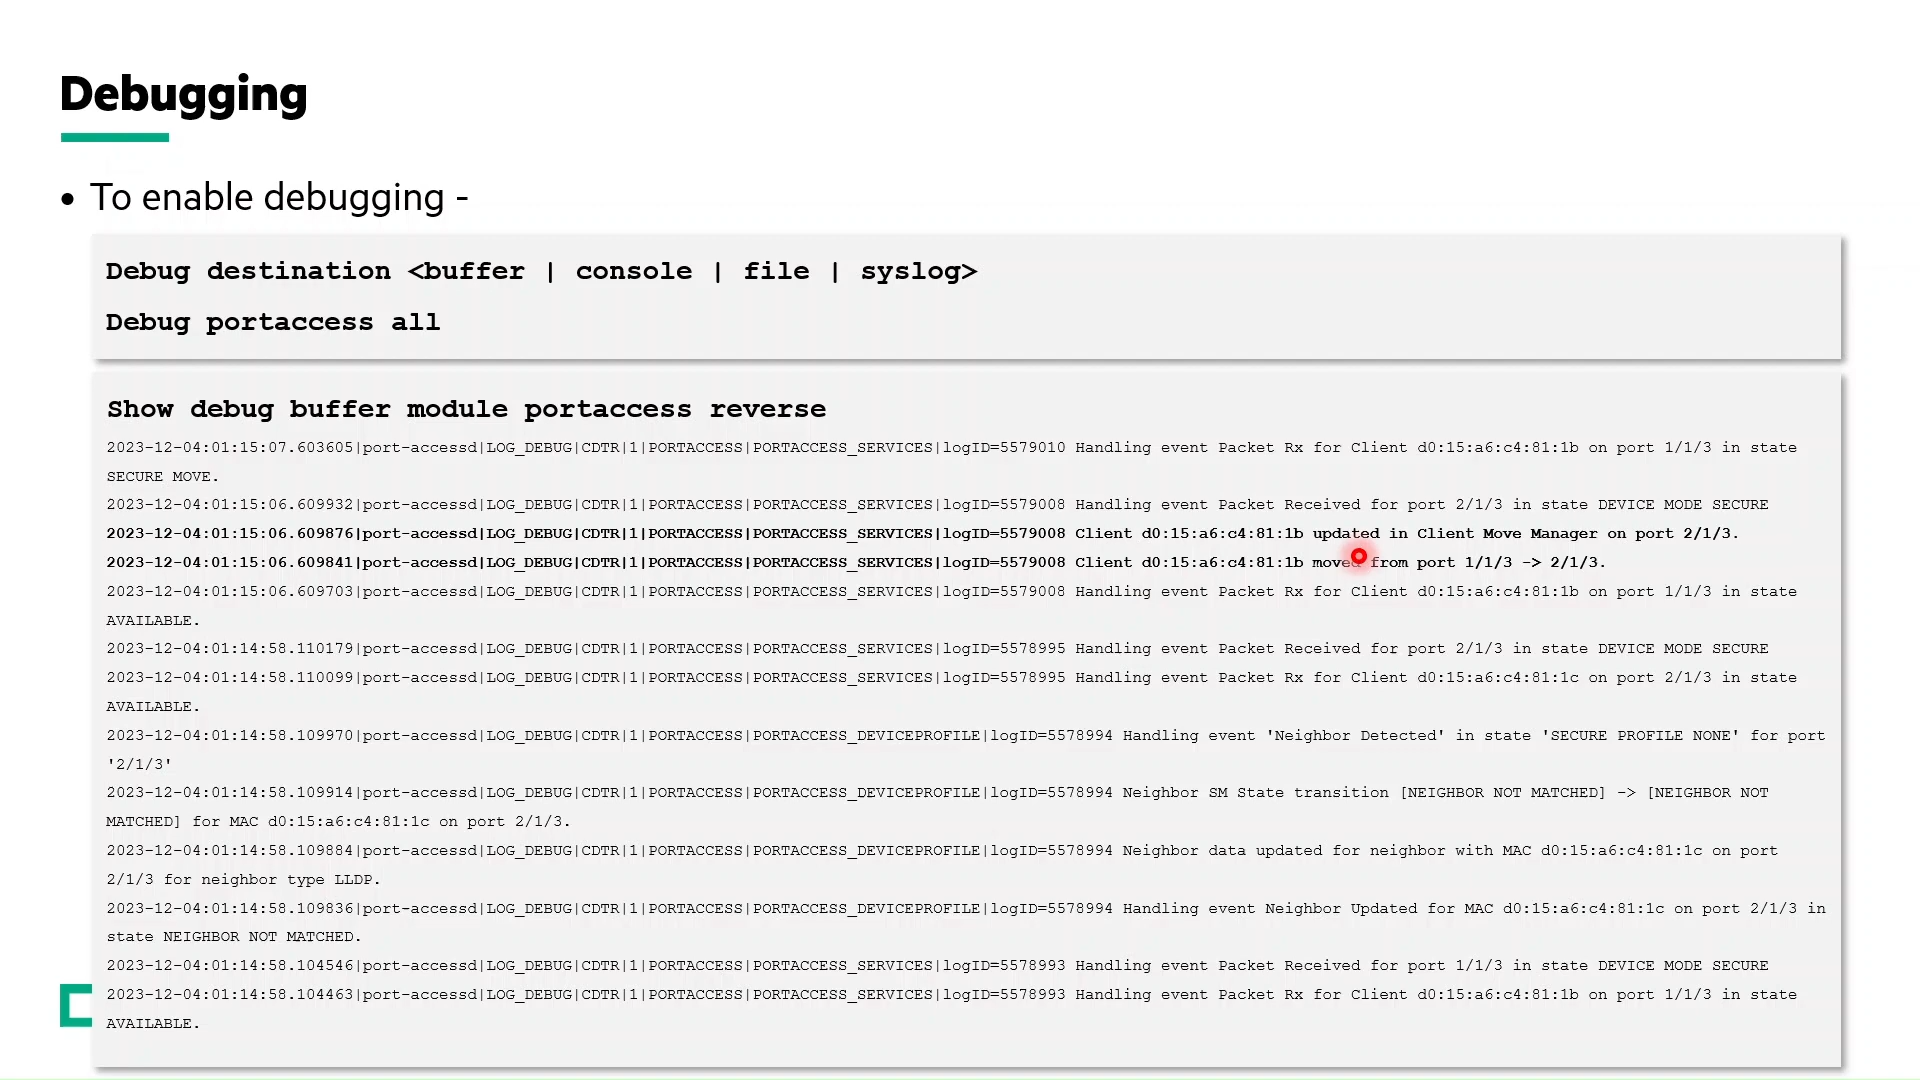 Debugging
• To enable debugging -
Debug destination <buffer | console | file | syslog>
Debug portaccess all
Show debug buffer module portaccess reverse
2023-12-04:01:15:07.603605|port-accessd|LOG_DEBUG|CDTR|1|PORTACCESS|PORTACCESS_SERVICES|logID=5579010 Handling event Packet Rx for Client d0:15:a6:c4:81:1b on port 1/1/3 in state
SECURE MOVE.
2023-12-04:01:15:06.609932|port-accessd|LOG_DEBUG|CDTR|1|PORTACCESS|PORTACCESS_SERVICES|logID=5579008 Handling event Packet Received for port 2/1/3 in state DEVICE MODE SECURE
2023-12-04:01:15:06.609876|port-accessd|LOG_DEBUG|CDTR|1|PORTACCESS|PORTACCESS_SERVICES|logID=5579008 Client d0:15:a6:c4:81:1b updated in Client Move Manager on port 2/1/3.
2023-12-04:01:15:06.609841|port-accessd|LOG_DEBUG|CDTR|1|PORTACCESS|PORTACCESS_SERVICES|logID=5579008 Client d0:15:a6:c4:81:1b moved from port 1/1/3 -> 2/1/3.
2023-12-04:01:15:06.609703|port-accessd|LOG_DEBUG|CDTR|1|PORTACCESS|PORTACCESS_SERVICES|logID=5579008 Handling event Packet Rx for Client d0:15:a6:c4:81:1b on port 1/1/3 in state
AVAILABLE.
2023-12-04:01:14:58.110179|port-accessd|LOG_DEBUG|CDTR|1|PORTACCESS|PORTACCESS_SERVICES|logID=5578995 Handling event Packet Received for port 2/1/3 in state DEVICE MODE SECURE
2023-12-04:01:14:58.110099|port-accessd|LOG_DEBUG|CDTR|1|PORTACCESS|PORTACCESS_SERVICES|logID=5578995 Handling event Packet Rx for Client d0:15:a6:c4:81:1c on port 2/1/3 in state
AVAILABLE.
2023-12-04:01:14:58.109970|port-accessd|LOG_DEBUG|CDTR|1|PORTACCESS|PORTACCESS_DEVICEPROFILE|logID=5578994 Handling event 'Neighbor Detected' in state 'SECURE PROFILE NONE' for port
'2/1/3'
2023-12-04:01:14:58.109914|port-accessd|LOG_DEBUG|CDTR|1|PORTACCESS|PORTACCESS_DEVICEPROFILE|logID=5578994 Neighbor SM State transition [NEIGHBOR NOT MATCHED] -> [NEIGHBOR NOT
MATCHED] for MAC d0:15:a6:c4:81:1c on port 2/1/3.
2023-12-04:01:14:58.109884|port-accessd|LOG_DEBUG|CDTR|1|PORTACCESS|PORTACCESS_DEVICEPROFILE|logID=5578994 Neighbor data updated for neighbor with MAC d0:15:a6:c4:81:1c on port
2/1/3 for neighbor type LLDP.
2023-12-04:01:14:58.109836|port-accessd|LOG_DEBUG|CDTR|1|PORTACCESS|PORTACCESS_DEVICEPROFILE|logID=5578994 Handling event Neighbor Updated for MAC d0:15:a6:c4:81:1c on port 2/1/3 in
state NEIGHBOR NOT MATCHED.
2023-12-04:01:14:58.104546|port-accessd|LOG_DEBUG|CDTR|1|PORTACCESS|PORTACCESS_SERVICES|logID=5578993 Handling event Packet Received for port 1/1/3 in state DEVICE MODE SECURE
2023-12-04:01:14:58.104463|port-accessd|LOG_DEBUG|CDTR|1|PORTACCESS|PORTACCESS_SERVICES|logID=5578993 Handling event Packet Rx for Client d0:15:a6:c4:81:1b on port 1/1/3 in state
AVAILABLE.